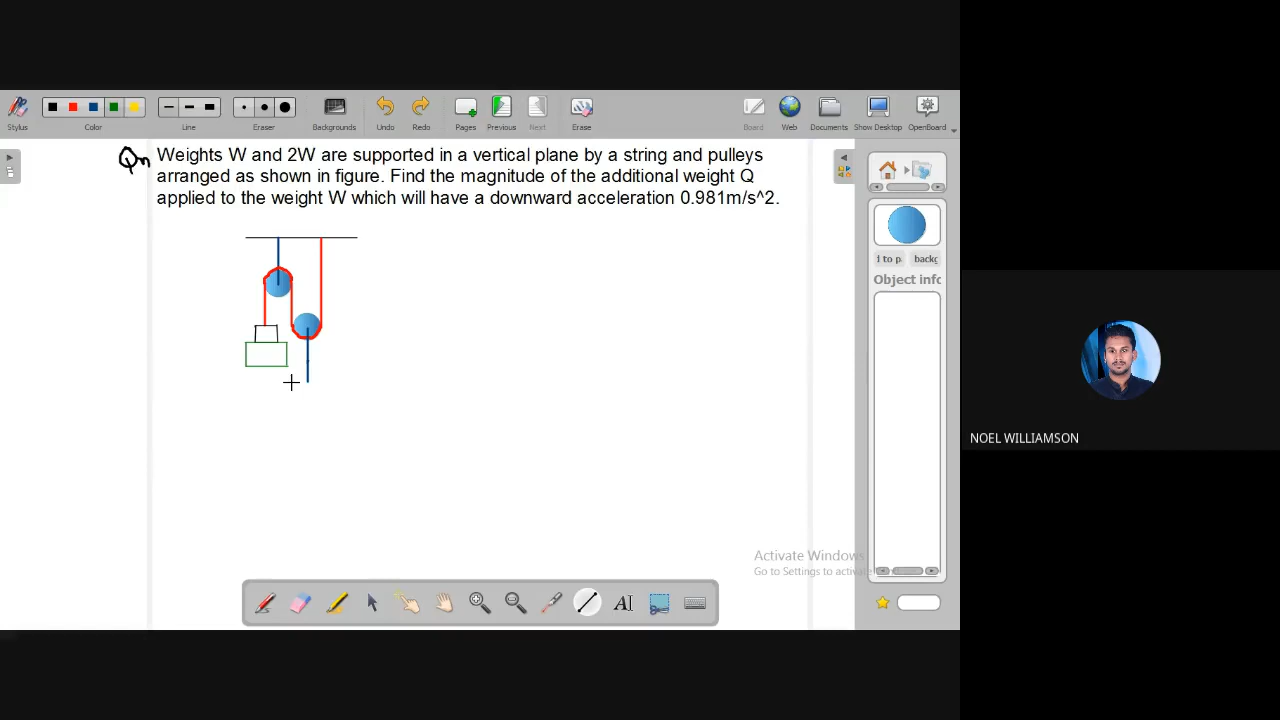 Stylus
Color
Line
Eraser
Backgrounds
Undo
Redo
Pages
Previous
Next
Erase
Board
Web
Documents
Show Desktop
OpenBoard
Qn
Weights W and 2W are supported in a vertical plane by a string and pulleys
arranged as shown in figure. Find the magnitude of the additional weight Q
applied to the weight W which will have a downward acceleration 0.981m/s^2.
to p
backg
Object info
NOEL WILLIAMSON
Activate Windows
Go to Settings to activate
AI